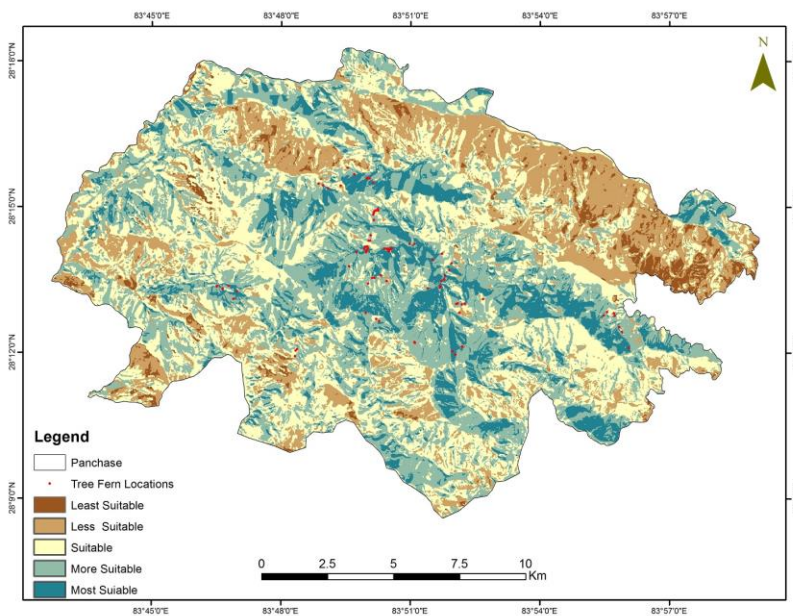 83°45'0"E 83°48'0"E 83°51'0"E 83°54'0"E 83°57'0"E
28°18'0"N
N
28°15'0"N
28°12'0"N
28°9'0"N
Legend
Panchase
Tree Fern Locations
Least Suitable
Less Suitable
Suitable
More Suitable
Most Suiable
0 2.5 5 7.5 10
Km
83°45'0"E 83°48'0"E 83°51'0"E 83°54'0"E 83°57'0"E